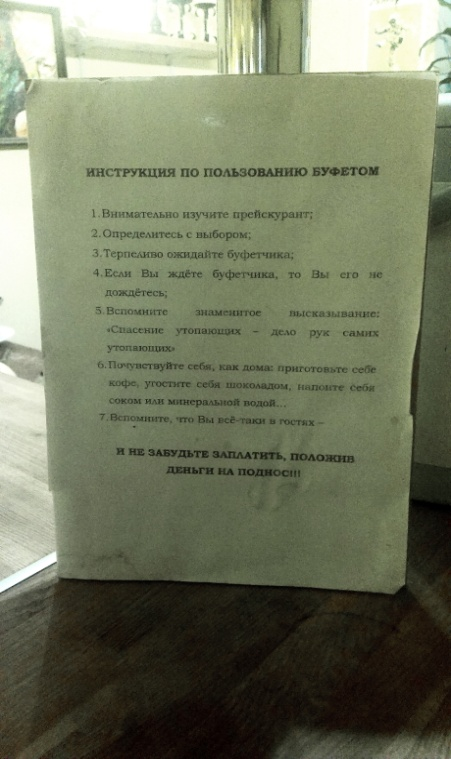 ИНСТРУКЦИЯ ПО ПОЛЬЗОВАНИЮ БУФЕТОМ
1. Внимательно изучите прейскурант;
2. Определитесь с выбором;
3. Терпеливо ожидайте буфетчика;
4. Если Вы ждёте буфетчика, то Вы его не
дождётесь;
5. Вспомните знаменитое высказывание:
«Спасение утопающих – дело рук самих
утопающих»
6. Почувствуйте себя, как дома: приготовьте себе
кофе, угостите себя шоколадом, напоите себя
соком или минеральной водой...
7. Вспомните, что Вы всё-таки в гостях –
И НЕ ЗАБУДЬТЕ ЗАПЛАТИТЬ, ПОЛОЖИВ
ДЕНЬГИ НА ПОДНОС!!!